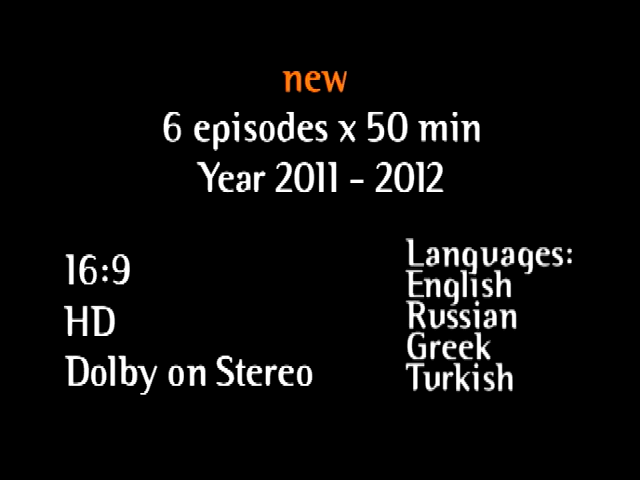 new
6 episodes x 50 min
Year 2011 - 2012
16:9
HD
Dolby on Stereo
Languages:
English
Russian
Greek
Turkish